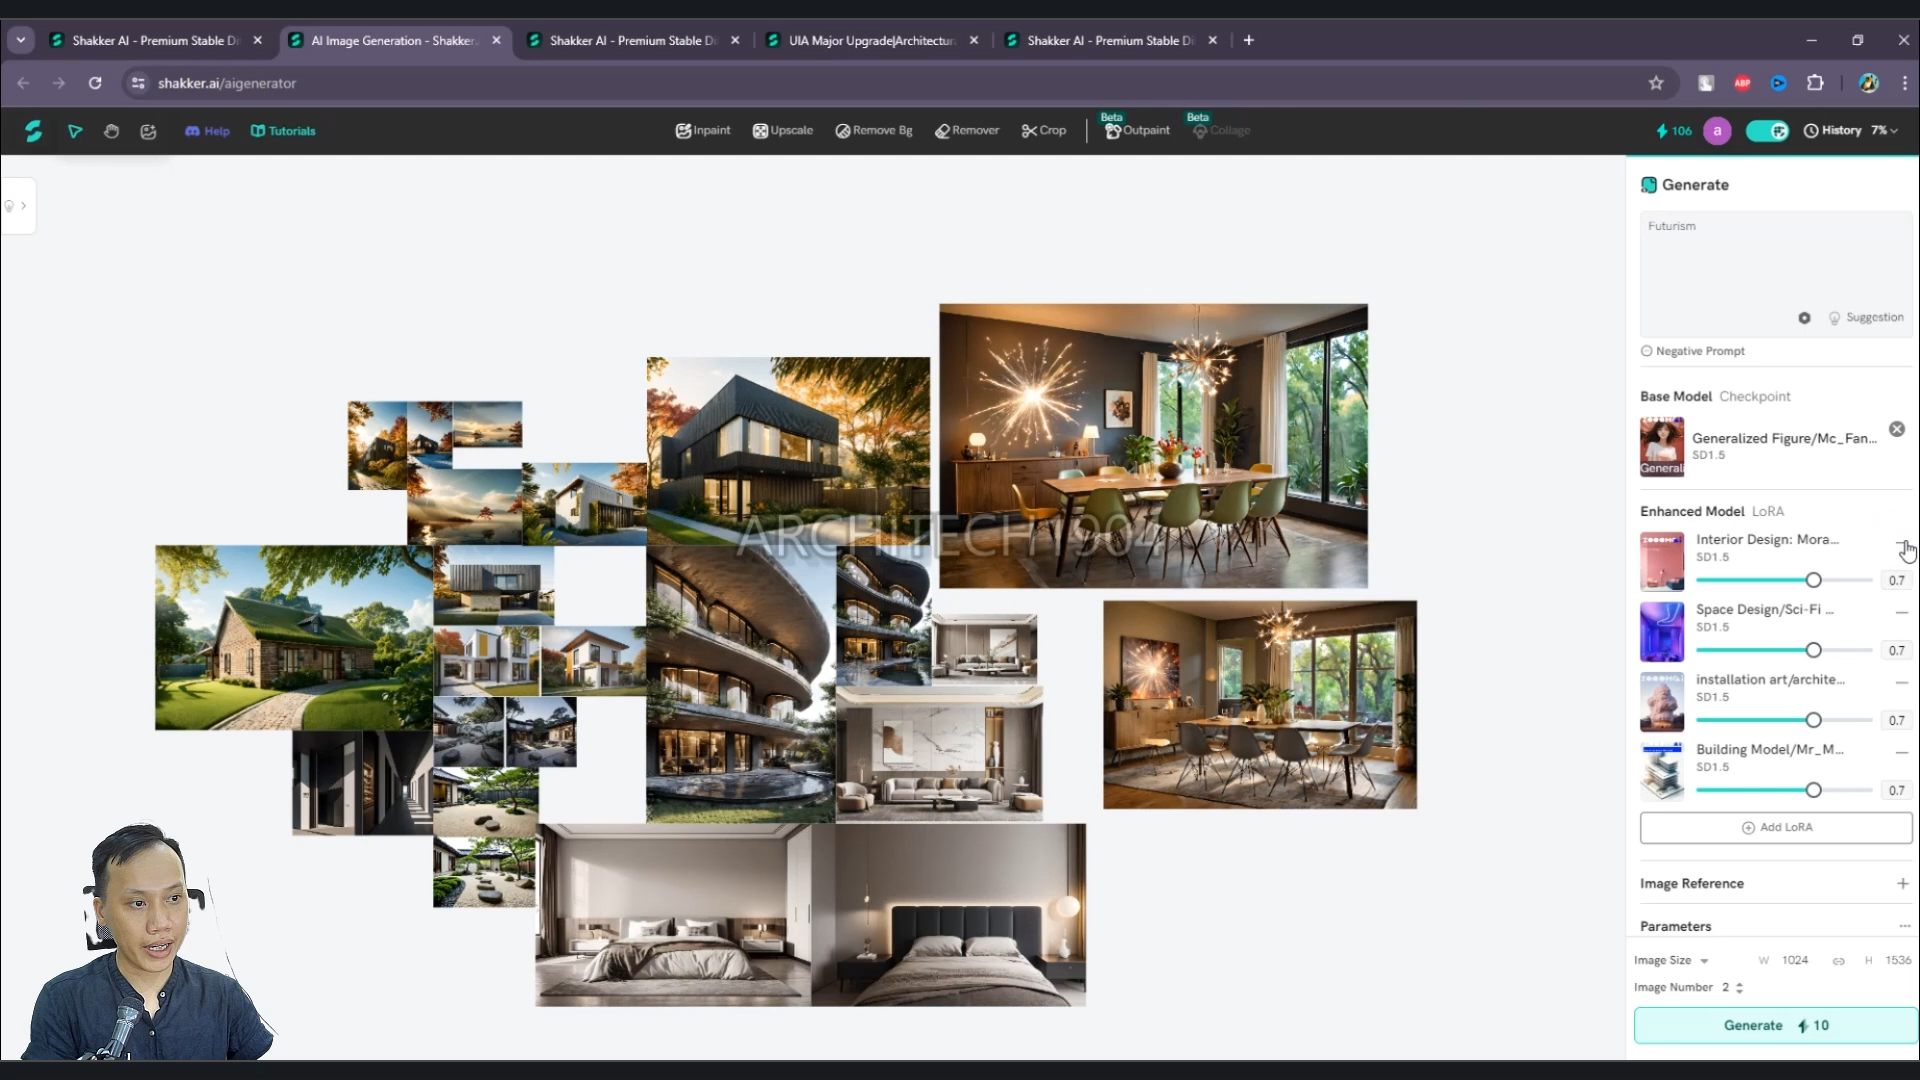 Shakker AI - Premium Stable Di
AI Image Generation - Shakker.
Shakker AI - Premium Stable Di
UIA Major Upgrade|Architectur
Shakker AI - Premium Stable Di
shakker.ai/aigenerator
ABP
Help
Tutorials
Inpaint
Upscale
Remove Bg
Remover
Crop
Beta
Outpaint
Beta
Collage
106
a
History
7%
Generate
Futurism
Suggestion
Negative Prompt
Base Model Checkpoint
Generalized Figure/Mc_Fan...
SD1.5
Generali
Enhanced Model LoRA
Interior Design: Mora...
SD1.5
0.7
Space Design/Sci-Fi ...
SD1.5
0.7
installation art/archite...
SD1.5
0.7
Building Model/Mr_M...
SD1.5
0.7
Add LoRA
Image Reference
Parameters
Image Size W 1024 H 1536
Image Number 2
Generate 10
ARCHITECH1904